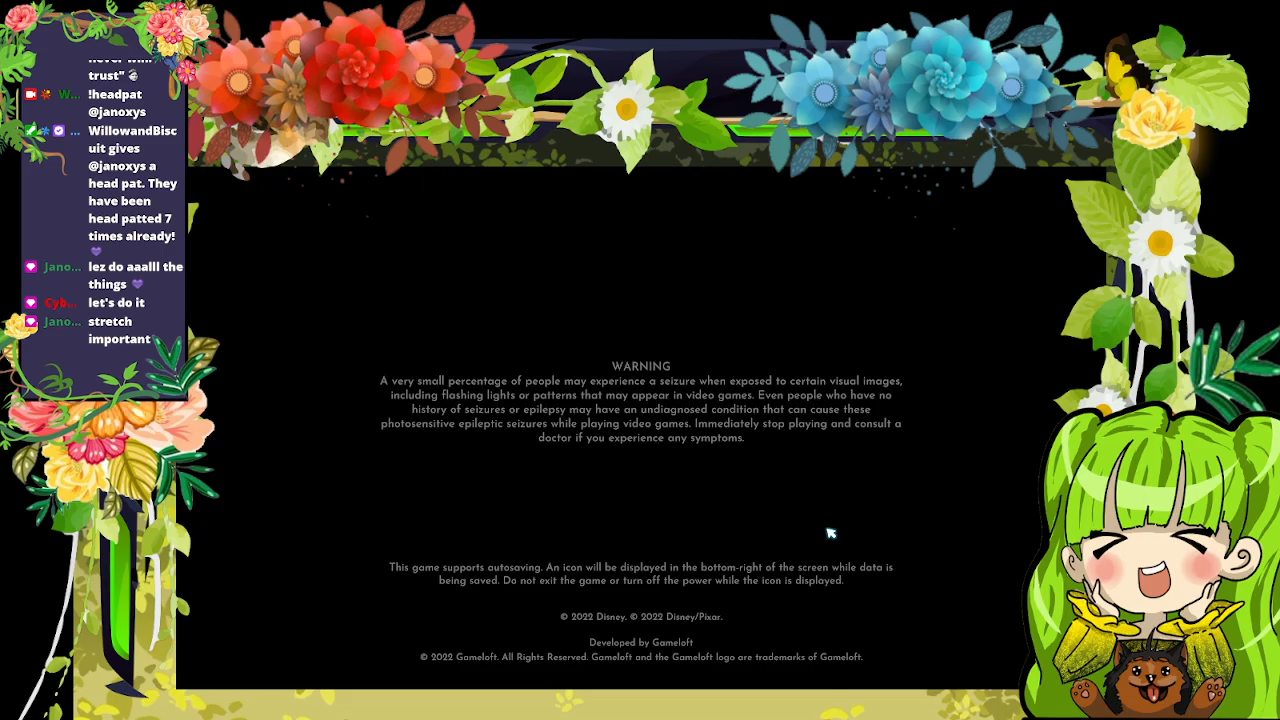 trust"
W... !headpat
@janoxys
... WillowandBisc
uit gives
@janoxys a
head pat. They
have been
head patted 7
times already!
Jano... lez do aaalll the
things
Cyb... let's do it
Jano... stretch
important
WARNING
A very small percentage of people may experience a seizure when exposed to certain visual images,
including flashing lights or patterns that may appear in video games. Even people who have no
history of seizures or epilepsy may have an undiagnosed condition that can cause these
photosensitive epileptic seizures while playing video games. Immediately stop playing and consult a
doctor if you experience any symptoms.
This game supports autosaving. An icon will be displayed in the bottom-right of the screen while data is
being saved. Do not exit the game or turn off the power while the icon is displayed.
© 2022 Disney. © 2022 Disney/Pixar.
Developed by Gameloft
© 2022 Gameloft. All Rights Reserved. Gameloft and the Gameloft logo are trademarks of Gameloft.